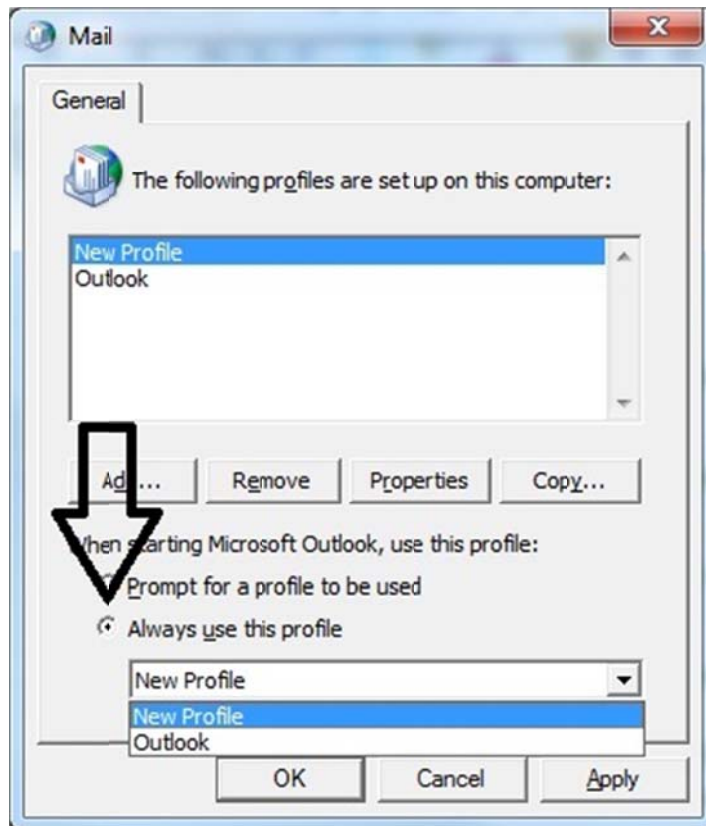 Mail
General
The following profiles are set up on this computer:
New Profile
Outlook
Remove Properties Copy...
starting Microsoft Outlook, use this profile:
Prompt for a profile to be used
Always use this profile
New Profile
New Profile
Outlook
OK Cancel Apply